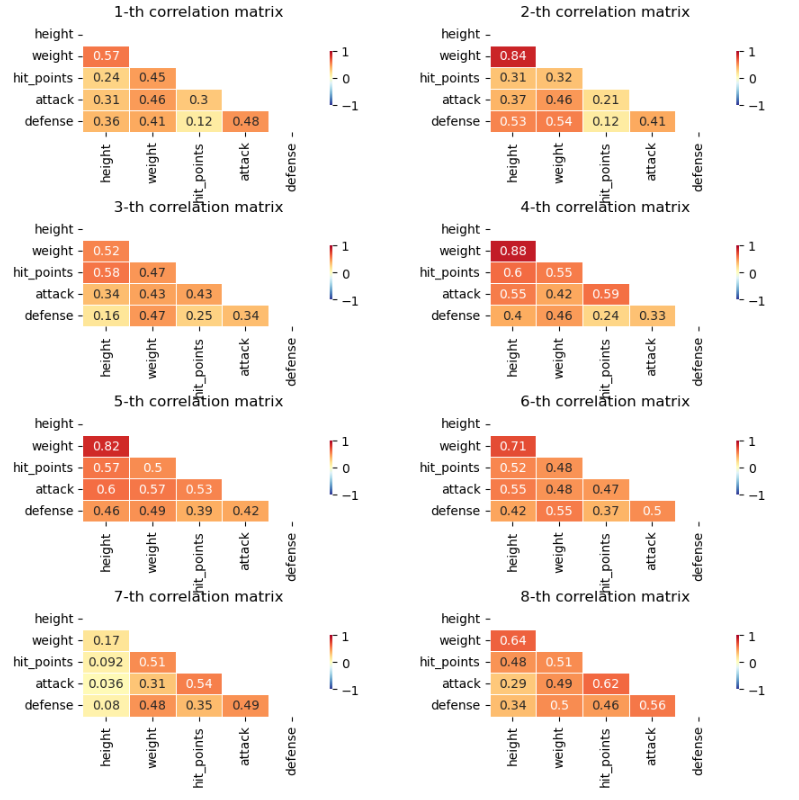 1-th correlation matrix
height
weight 0.57 1
hit_points 0.24 0.45 0
attack 0.31 0.46 0.3 −1
defense 0.36 0.41 0.12 0.48
height weight hit_points attack defense
2-th correlation matrix
height
weight 0.84 1
hit_points 0.31 0.32 0
attack 0.37 0.46 0.21 −1
defense 0.53 0.54 0.12 0.41
height weight hit_points attack defense
3-th correlation matrix
height
weight 0.52 1
hit_points 0.58 0.47 0
attack 0.34 0.43 0.43 −1
defense 0.16 0.47 0.25 0.34
height weight hit_points attack defense
4-th correlation matrix
height
weight 0.88 1
hit_points 0.6 0.55 0
attack 0.55 0.42 0.59 −1
defense 0.4 0.46 0.24 0.33
height weight hit_points attack defense
5-th correlation matrix
height
weight 0.82 1
hit_points 0.57 0.5 0
attack 0.6 0.57 0.53 −1
defense 0.46 0.49 0.39 0.42
height weight hit_points attack defense
6-th correlation matrix
height
weight 0.71 1
hit_points 0.52 0.48 0
attack 0.55 0.48 0.47 −1
defense 0.42 0.55 0.37 0.5
height weight hit_points attack defense
7-th correlation matrix
height
weight 0.17 1
hit_points 0.092 0.51 0
attack 0.036 0.31 0.54 −1
defense 0.08 0.48 0.35 0.49
height weight hit_points attack defense
8-th correlation matrix
height
weight 0.64 1
hit_points 0.48 0.51 0
attack 0.29 0.49 0.62 −1
defense 0.34 0.5 0.46 0.56
height weight hit_points attack defense